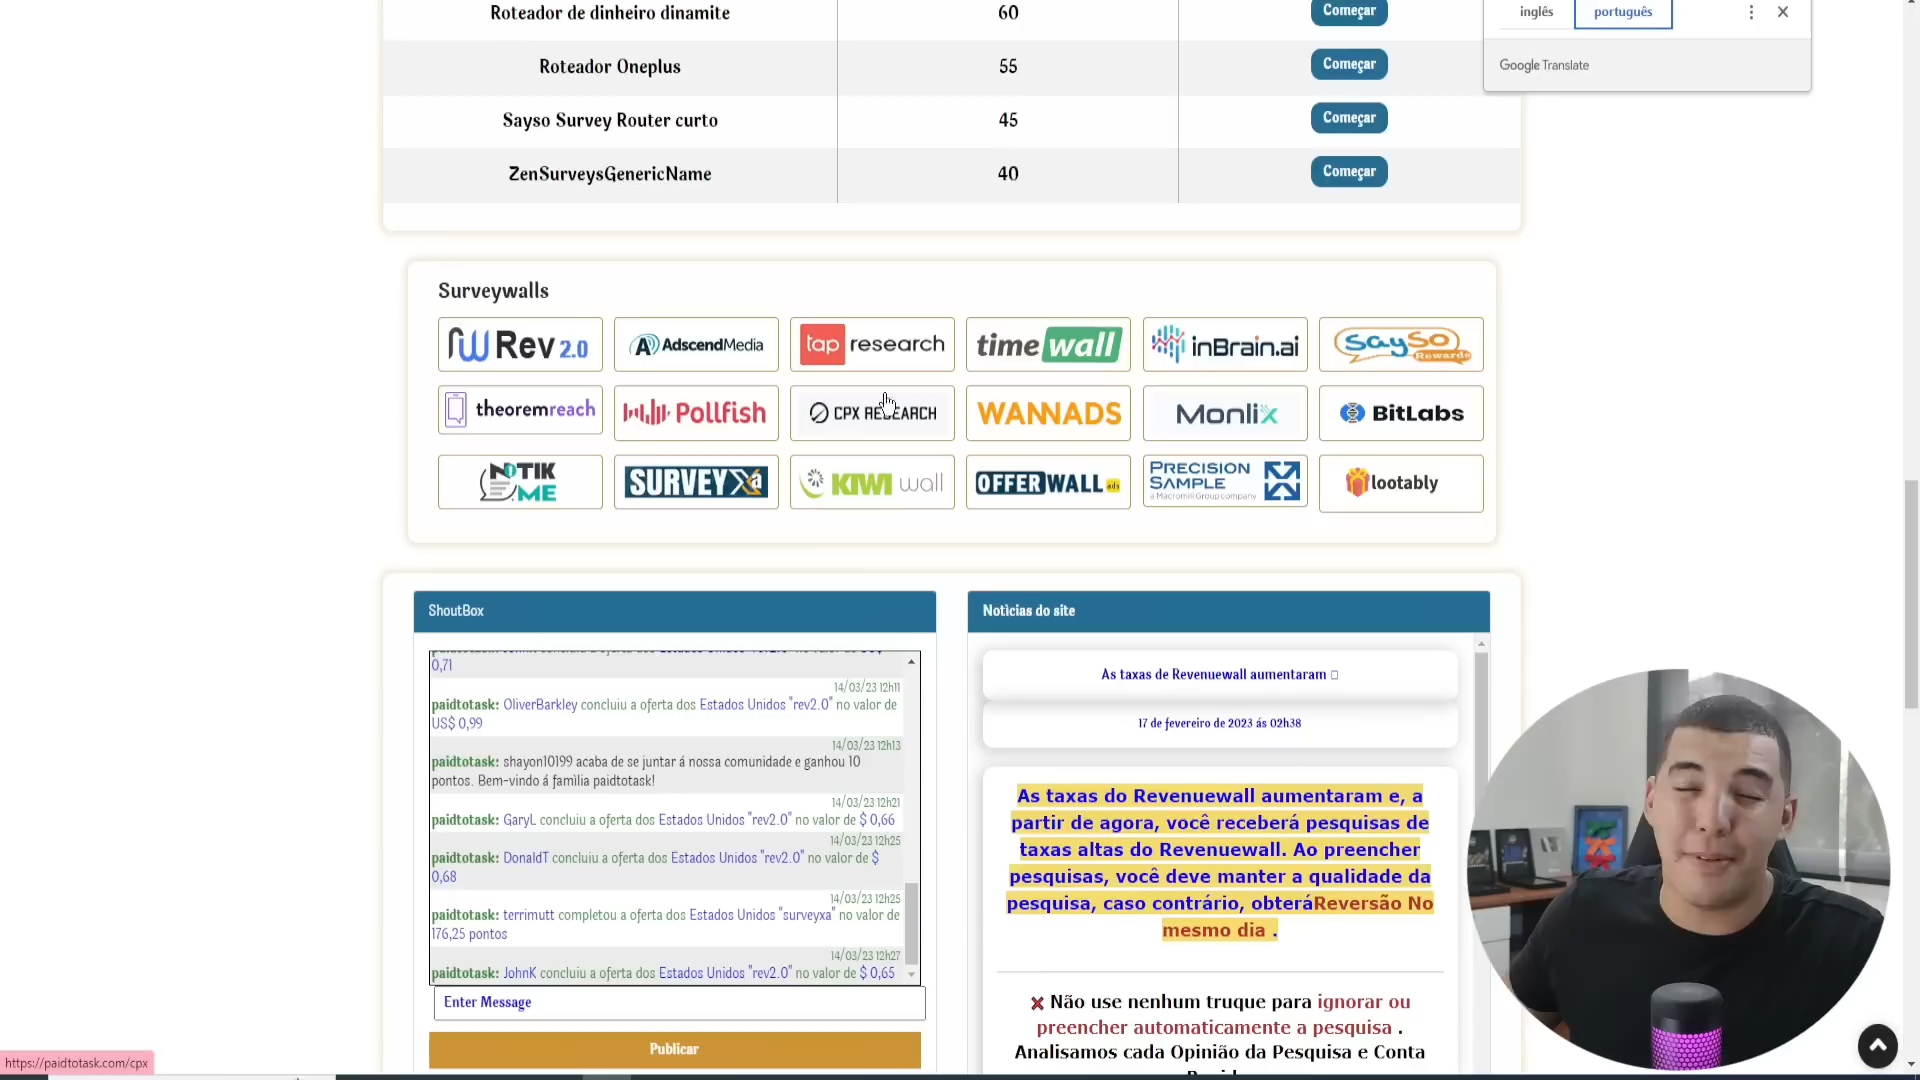 Roteador de dinheiro dinamite 60 Começar
Roteador Oneplus 55 Começar
Sayso Survey Router curto 45 Começar
ZenSurveysGenericName 40 Começar
inglês português
Google Translate
Surveywalls
Rev 2.0
AdscendMedia
tap research
timewall
inBrain.ai
saySo Rewards
theoremreach
Pollfish
CPX RESEARCH
WANNADS
Monlix
BitLabs
NOTIK ME
SURVEYXa
KIWI wall
OFFERWALL ads
PRECISION SAMPLE
a Macromill Group company
lootably
ShoutBox
0,71
14/03/23 12h11
paidtotask: OliverBarkley concluiu a oferta dos Estados Unidos "rev2.0" no valor de
US$ 0,99
14/03/23 12h13
paidtotask: shayon10199 acaba de se juntar á nossa comunidade e ganhou 10
pontos. Bem-vindo á família paidtotask!
14/03/23 12h21
paidtotask: GaryL concluiu a oferta dos Estados Unidos "rev2.0" no valor de $ 0,66
14/03/23 12h25
paidtotask: DonaldT concluiu a oferta dos Estados Unidos "rev2.0" no valor de $
0,68
14/03/23 12h25
paidtotask: terrimutt completou a oferta dos Estados Unidos "surveyxa" no valor de
176,25 pontos
14/03/23 12h27
paidtotask: JohnK concluiu a oferta dos Estados Unidos "rev2.0" no valor de $ 0,65
Enter Message
Publicar
Notícias do site
As taxas de Revenuewall aumentaram
17 de fevereiro de 2023 ás 02h38
As taxas do Revenuewall aumentaram e, a
partir de agora, você receberá pesquisas de
taxas altas do Revenuewall. Ao preencher
pesquisas, você deve manter a qualidade da
pesquisa, caso contrário, obteráReversão No
mesmo dia .
Não use nenhum truque para ignorar ou
preencher automaticamente a pesquisa .
Analisamos cada Opinião da Pesquisa e Conta
https://paidtotask.com/cpx